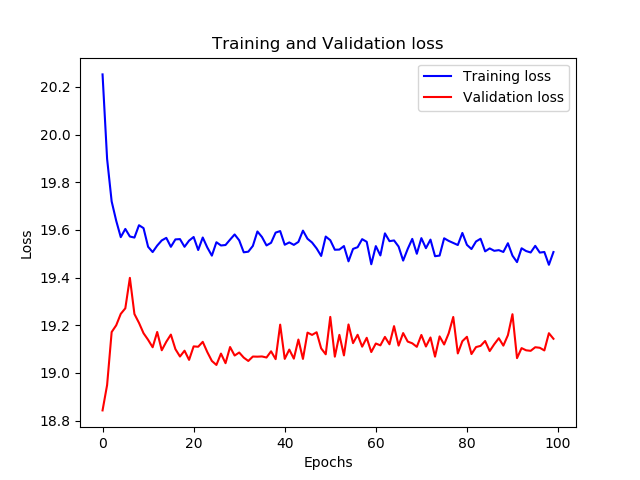 Training and Validation loss
Training loss
Validation loss
20.2
20.0
19.8
19.6
19.4
19.2
19.0
18.8
Loss
0 20 40 60 80 100
Epochs